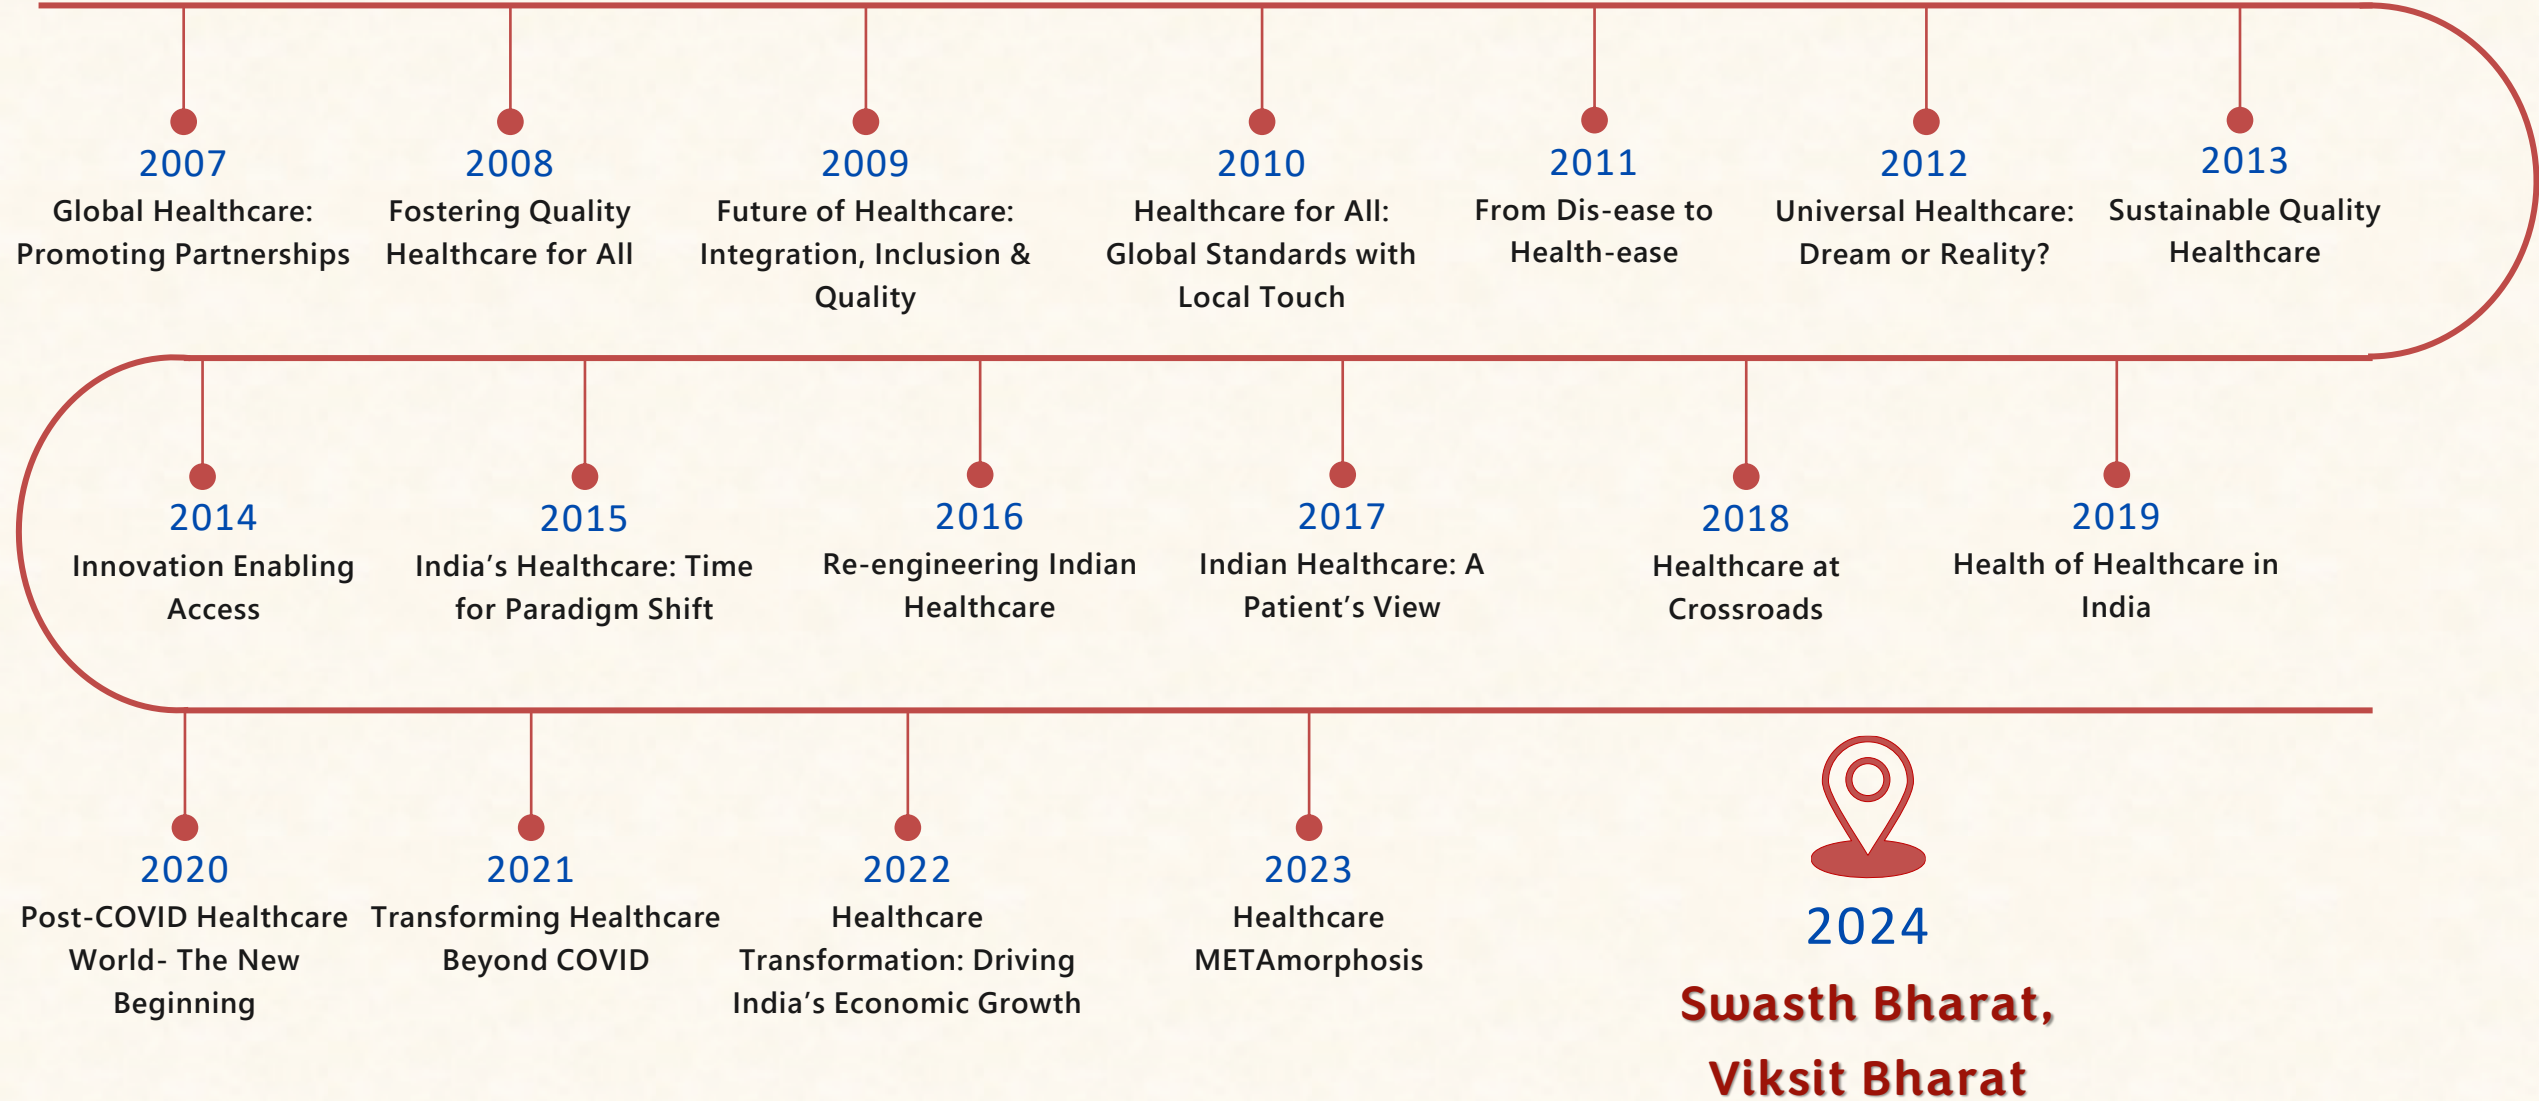 2007
Global Healthcare:
Promoting Partnerships
2008
Fostering Quality
Healthcare for All
2009
Future of Healthcare:
Integration, Inclusion &
Quality
2010
Healthcare for All:
Global Standards with
Local Touch
2011
From Dis-ease to
Health-ease
2012
Universal Healthcare:
Dream or Reality?
2013
Sustainable Quality
Healthcare
2014
Innovation Enabling
Access
2015
India’s Healthcare: Time
for Paradigm Shift
2016
Re-engineering Indian
Healthcare
2017
Indian Healthcare: A
Patient’s View
2018
Healthcare at
Crossroads
2019
Health of Healthcare in
India
2020
Post-COVID Healthcare
World- The New
Beginning
2021
Transforming Healthcare
Beyond COVID
2022
Healthcare
Transformation: Driving
India’s Economic Growth
2023
Healthcare
METAmorphosis
2024
Swasth Bharat,
Viksit Bharat